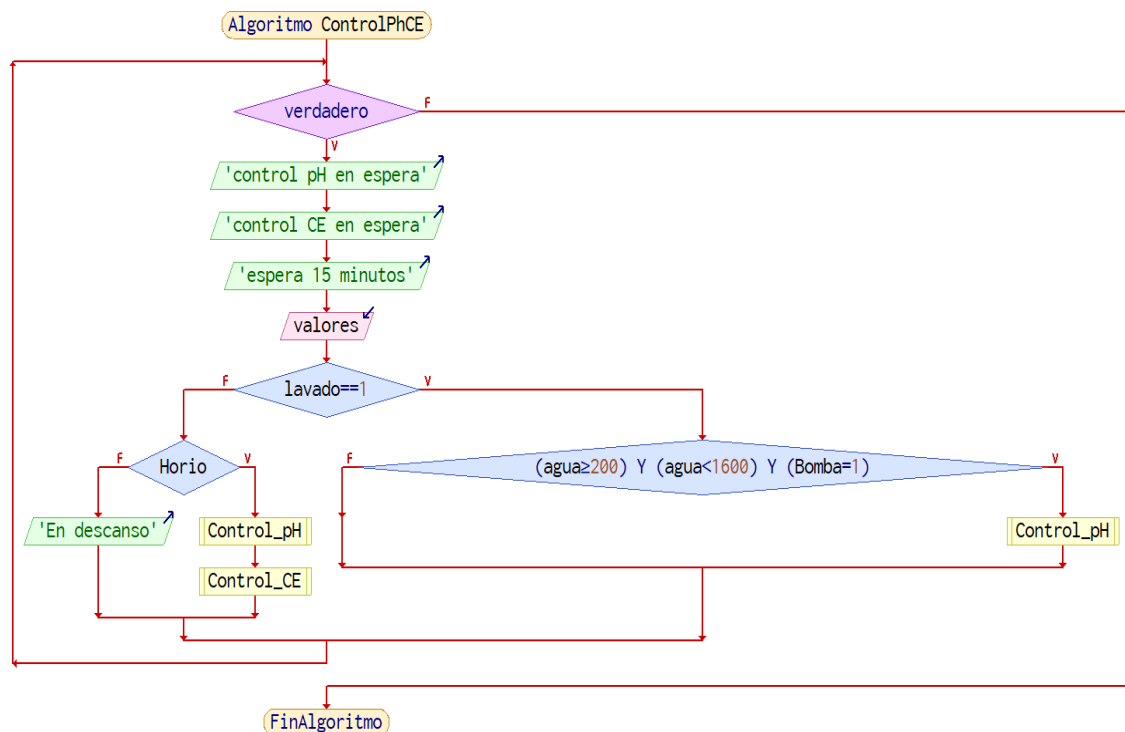 Algoritmo ControlPhCE
verdadero
F
V
'control pH en espera'
'control CE en espera'
'espera 15 minutos'
valores
lavado==1
F
V
Horio
F
V
(agua≥200) Y (agua<1600) Y (Bomba=1)
F
V
'En descanso'
Control_pH
Control_pH
Control_CE
FinAlgoritmo